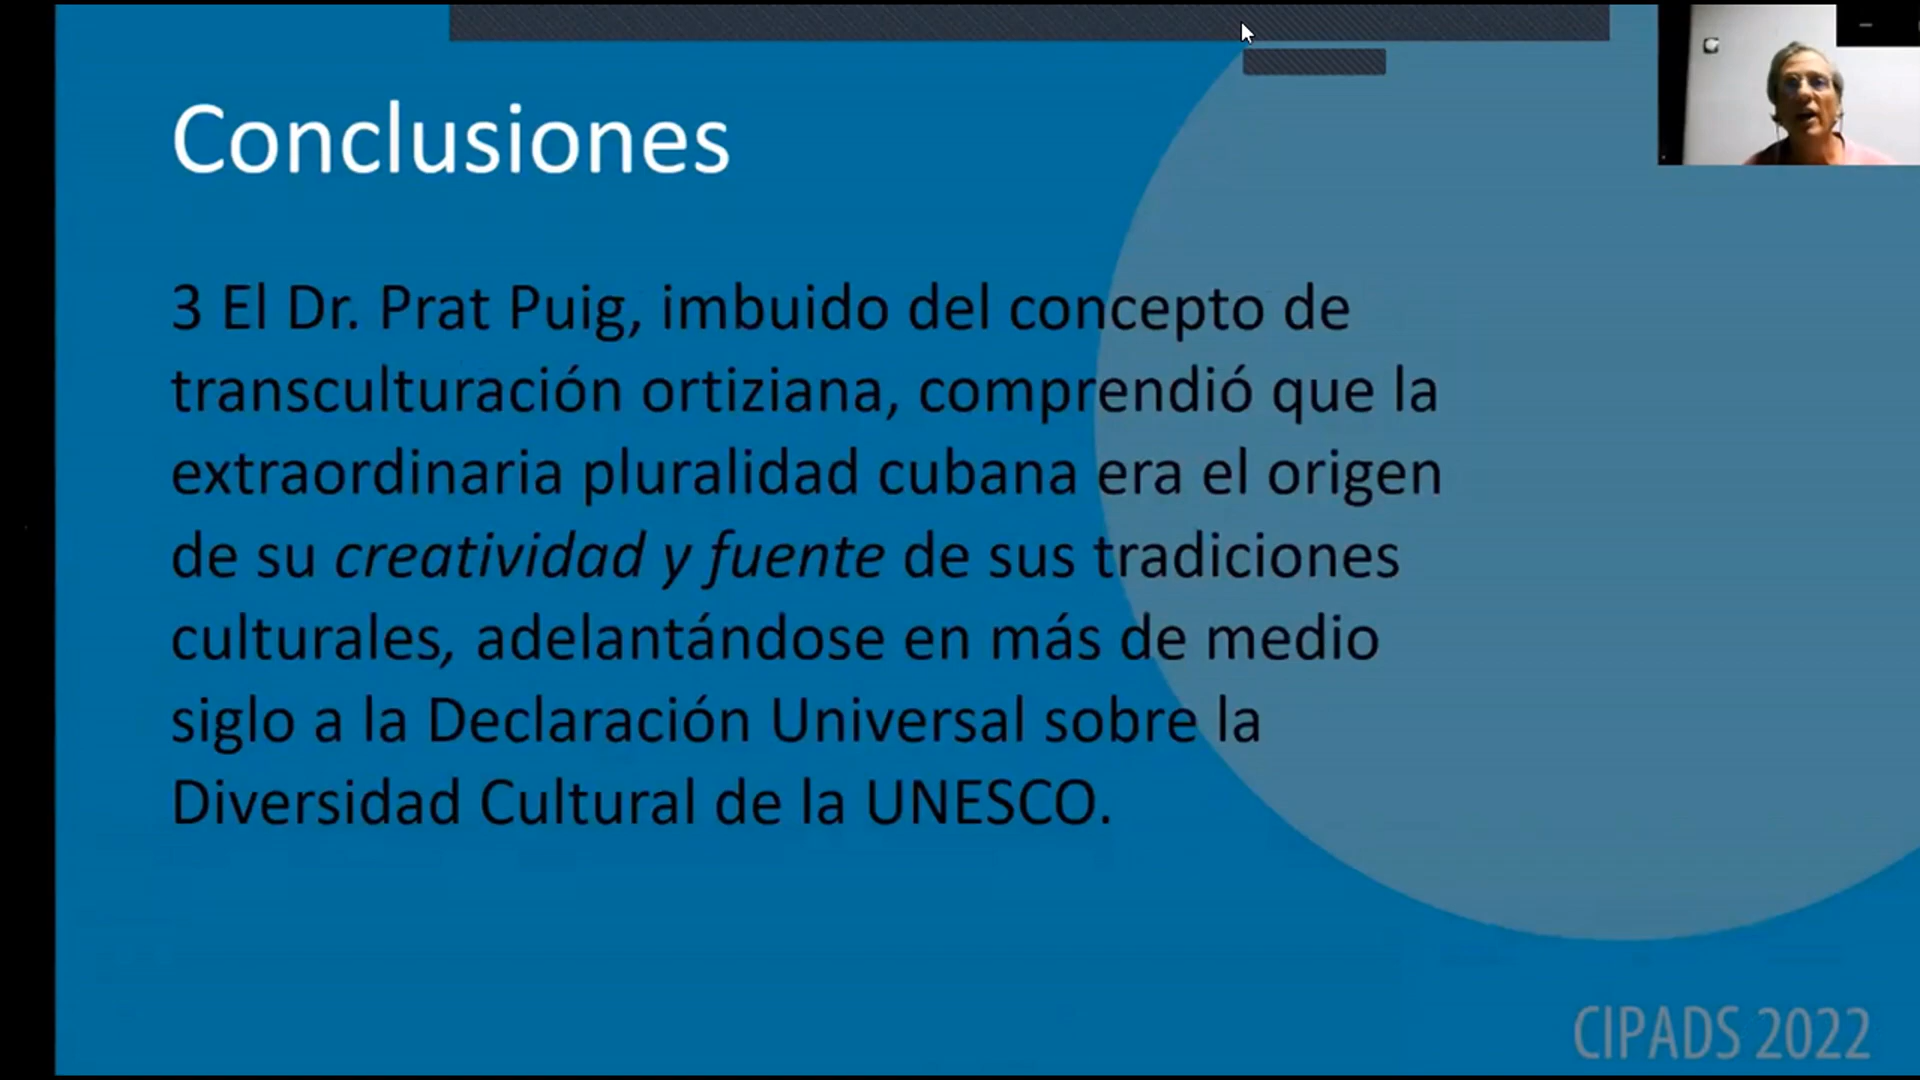 Conclusiones
3 El Dr. Prat Puig, imbuido del concepto de
transculturación ortiziana, comprendió que la
extraordinaria pluralidad cubana era el origen
de su creatividad y fuente de sus tradiciones
culturales, adelantándose en más de medio
siglo a la Declaración Universal sobre la
Diversidad Cultural de la UNESCO.
CIPADS 2022